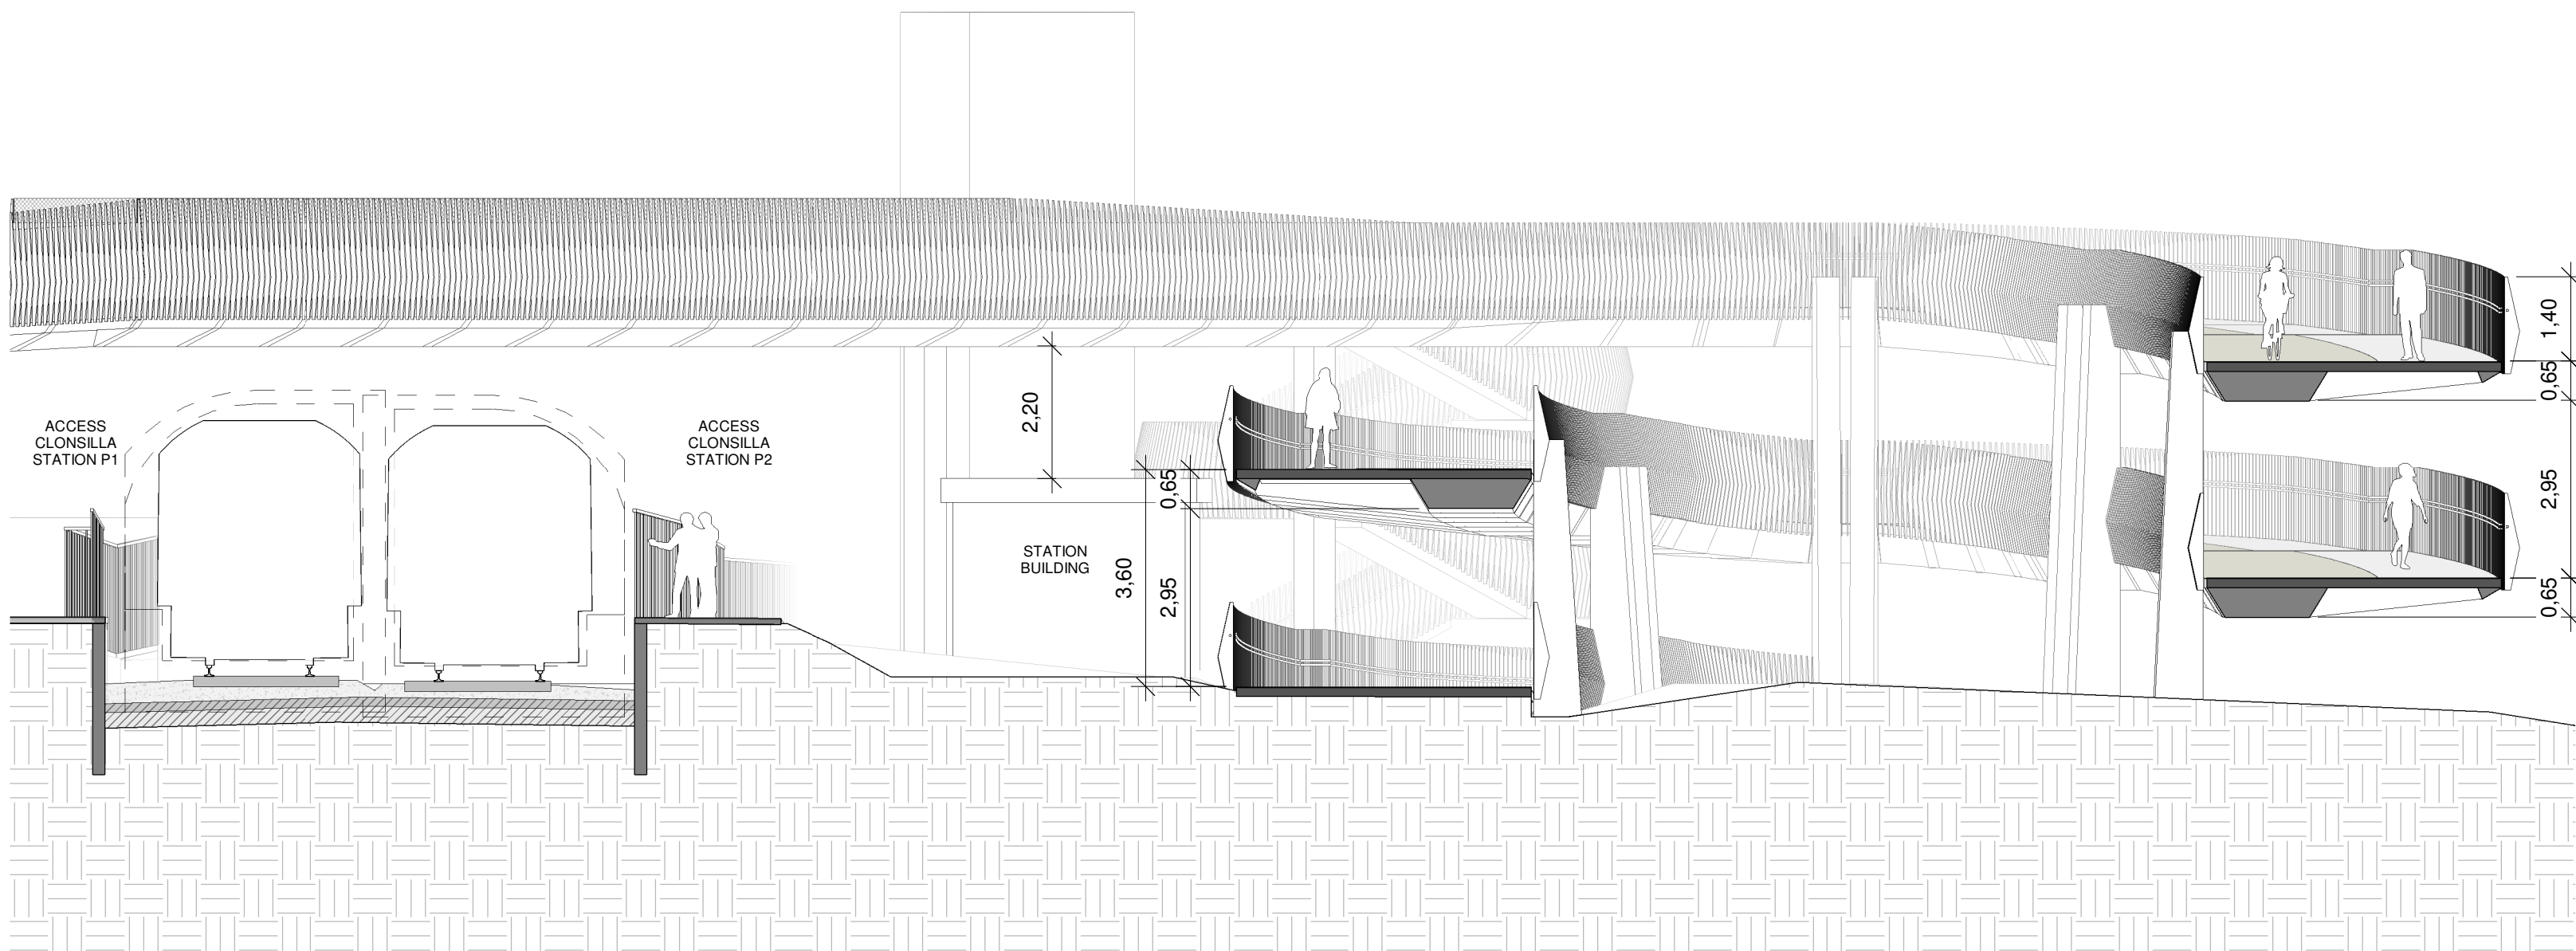 ACCESS
CLONSILLA
STATION P1
ACCESS
CLONSILLA
STATION P2
2,20
STATION
BUILDING
3,60
0,65
2,95
1,40
0,65
2,95
0,65